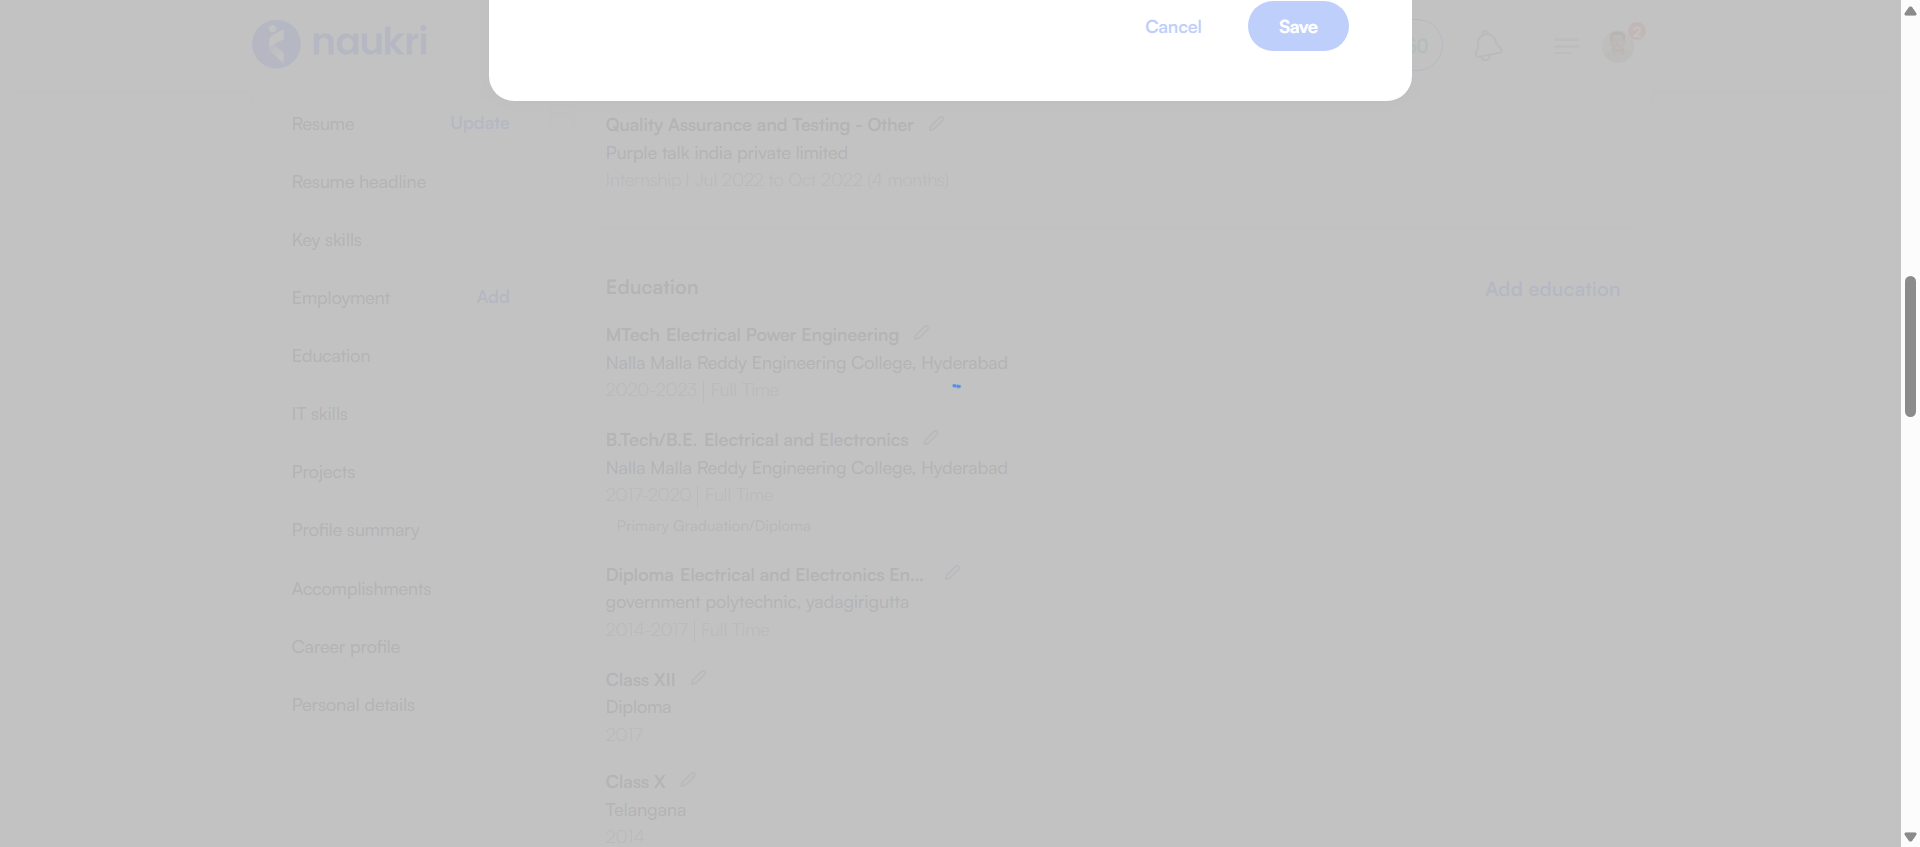 Cancel
Save
naukri
2
Resume
Update
Resume headline
Key skills
Employment
Add
Education
IT skills
Projects
Profile summary
Accomplishments
Career profile
Personal details
Quality Assurance and Testing - Other
Purple talk india private limited
Internship | Jul 2022 to Oct 2022 (4 months)
Education
Add education
MTech Electrical Power Engineering
Nalla Malla Reddy Engineering College, Hyderabad
2020-2023 | Full Time
B.Tech/B.E. Electrical and Electronics
Nalla Malla Reddy Engineering College, Hyderabad
2017-2020 | Full Time
Primary Graduation/Diploma
Diploma Electrical and Electronics En...
government polytechnic, yadagirigutta
2014-2017 | Full Time
Class XII
Diploma
2017
Class X
Telangana
2014